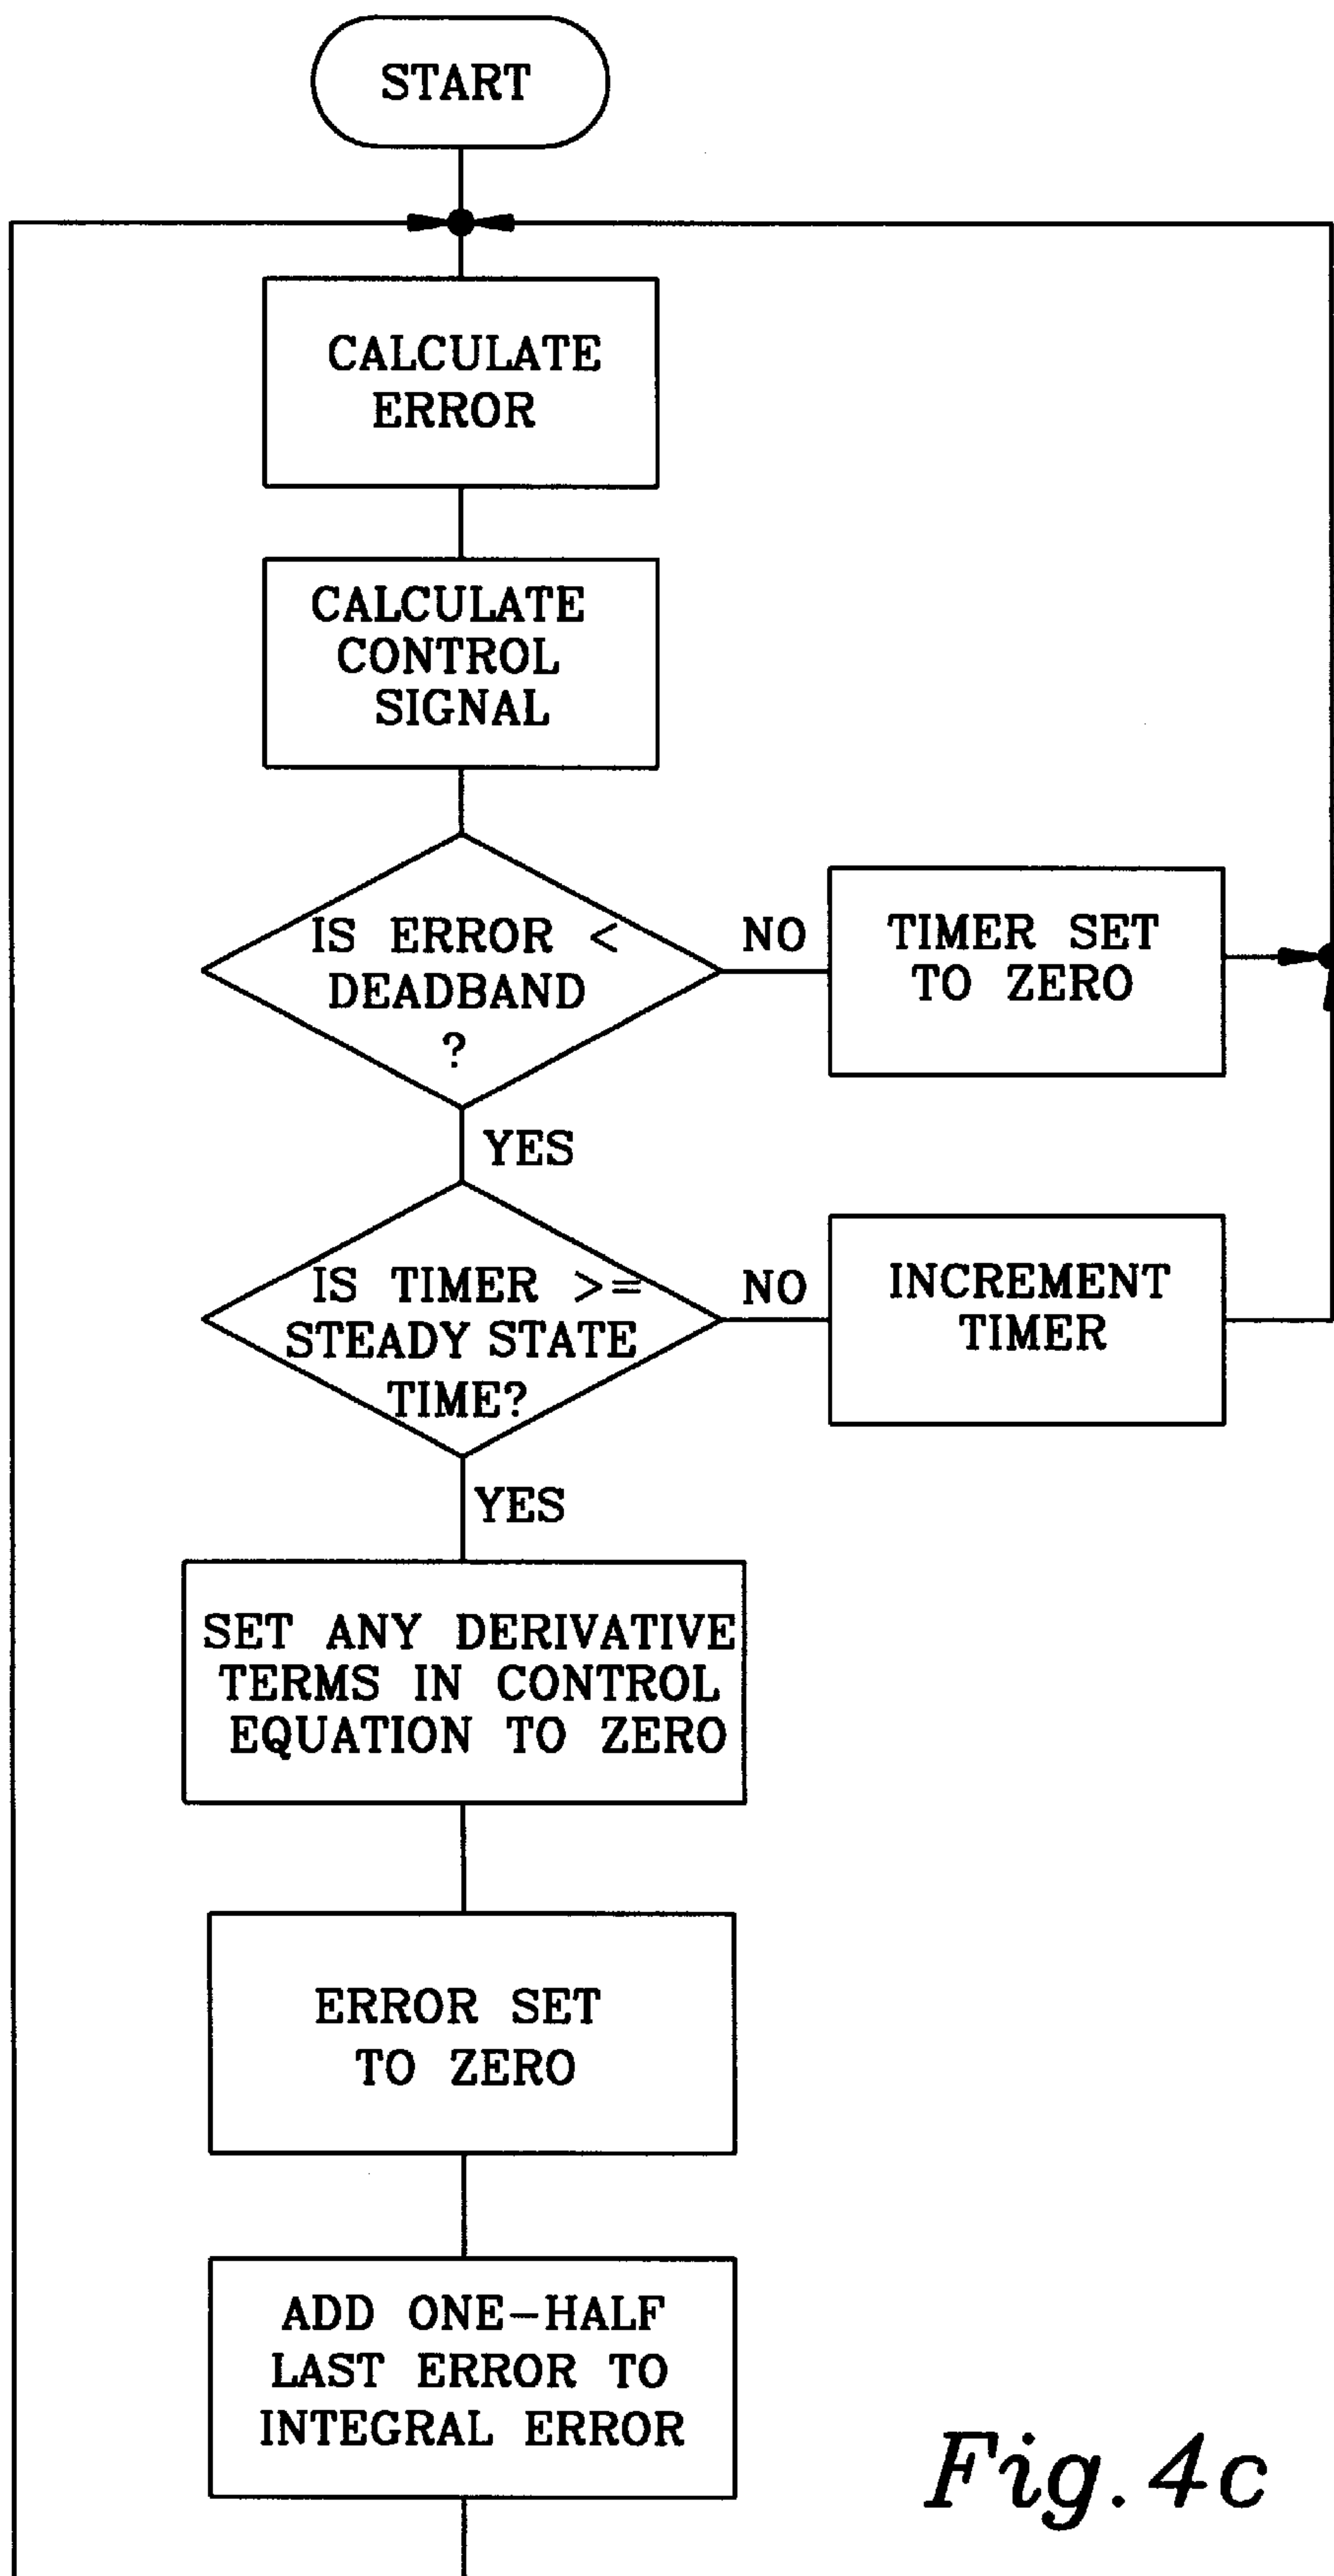 START
CALCULATE
ERROR
CALCULATE
CONTROL
SIGNAL
IS ERROR <
DEADBAND
?
NO
TIMER SET
TO ZERO
YES
IS TIMER >=
STEADY STATE
TIME?
NO
INCREMENT
TIMER
YES
SET ANY DERIVATIVE
TERMS IN CONTROL
EQUATION TO ZERO
ERROR SET
TO ZERO
ADD ONE-HALF
LAST ERROR TO
INTEGRAL ERROR
Fig. 4c